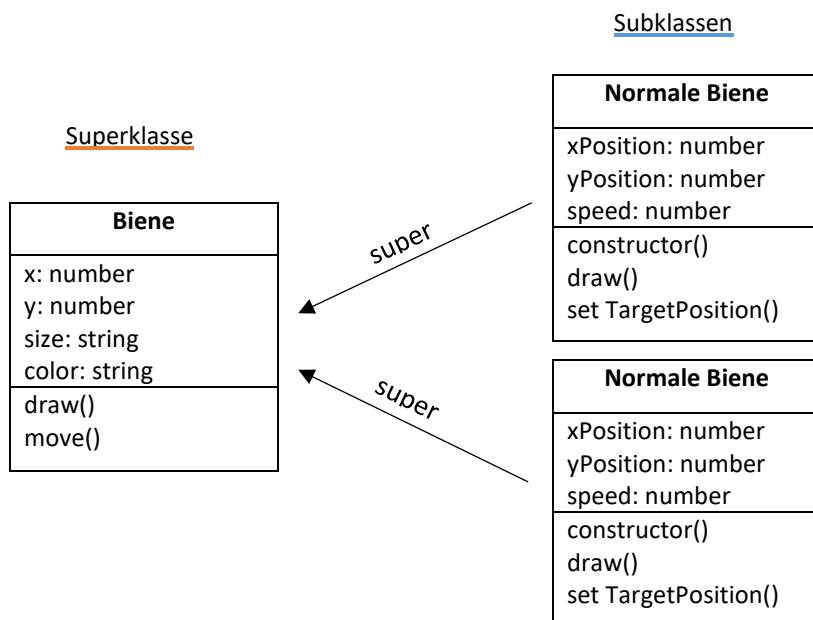 Subklassen
Superklasse
Biene
x: number
y: number
size: string
color: string
draw()
move()
super
super
Normale Biene
xPosition: number
yPosition: number
speed: number
constructor()
draw()
set TargetPosition()
Normale Biene
xPosition: number
yPosition: number
speed: number
constructor()
draw()
set TargetPosition()